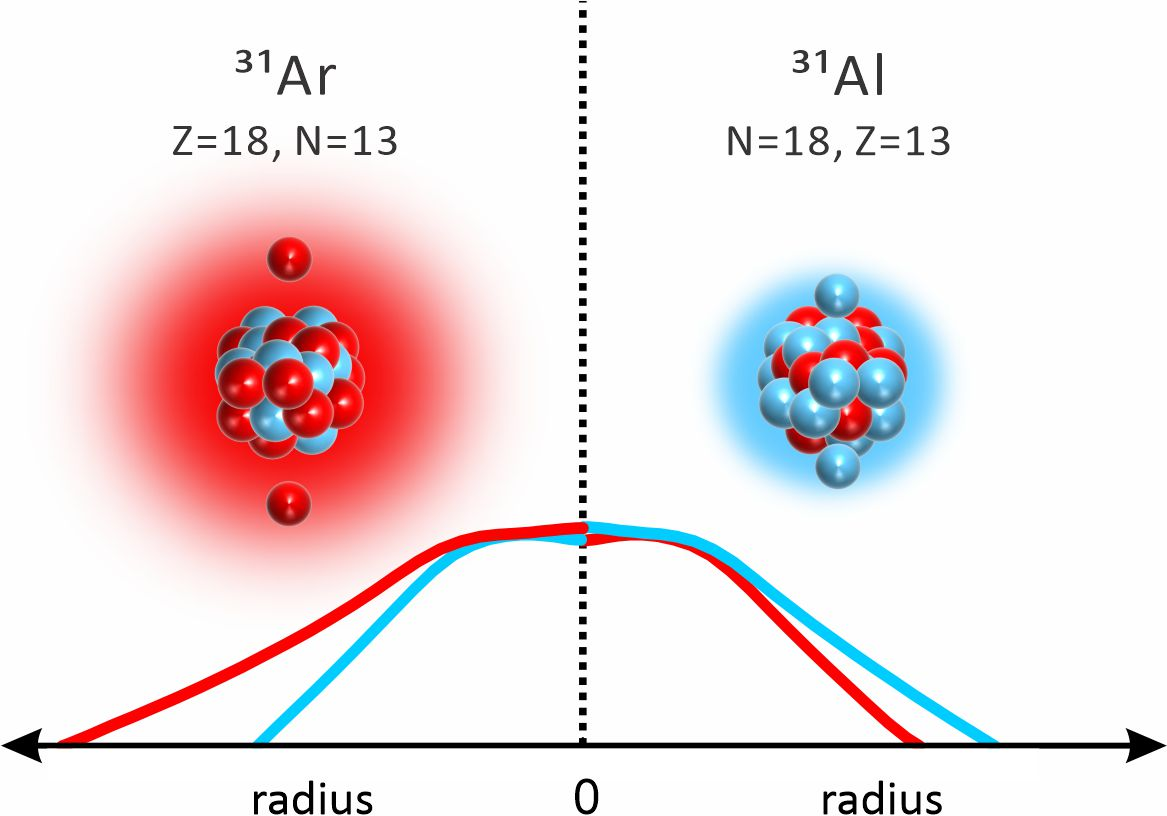 ³¹Ar
Z=18, N=13
³¹Al
N=18, Z=13
radius
0
radius